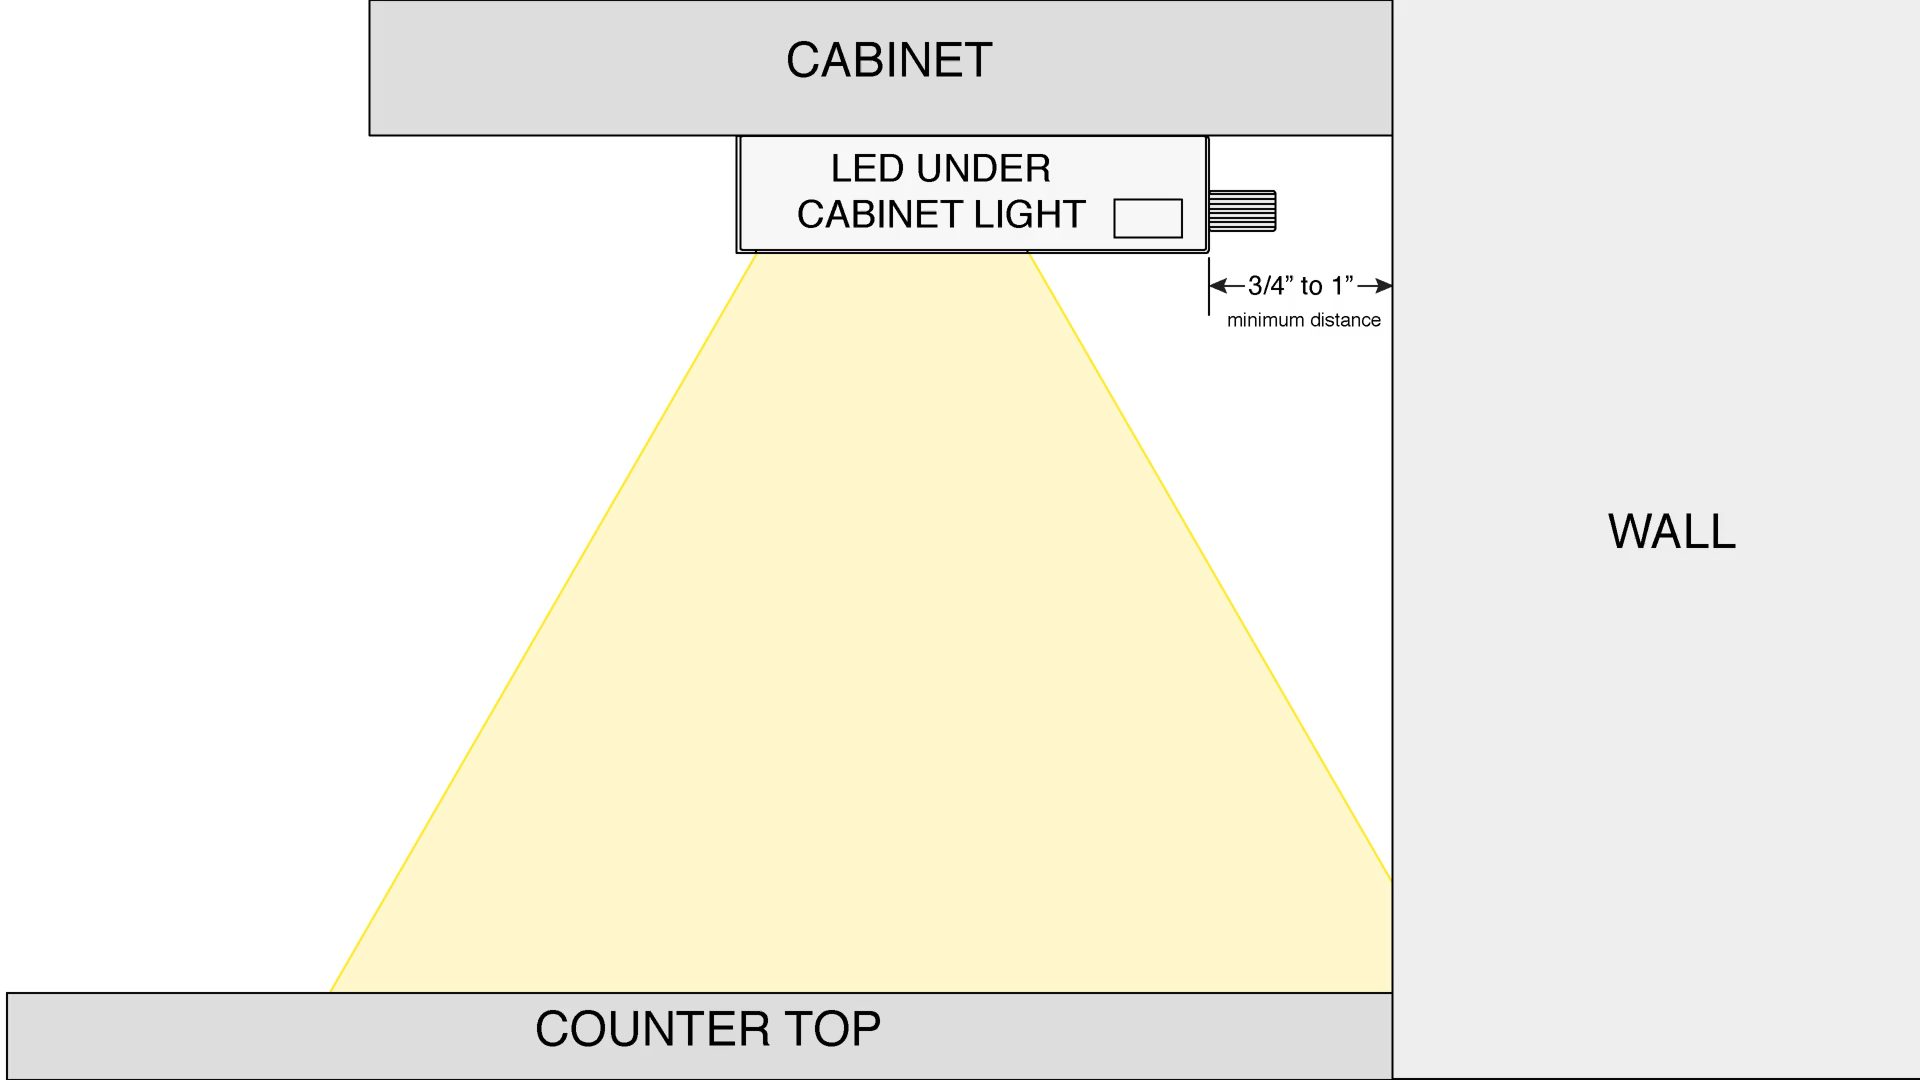 CABINET
LED UNDER
CABINET LIGHT
3/4” to 1”
minimum distance
WALL
COUNTER TOP